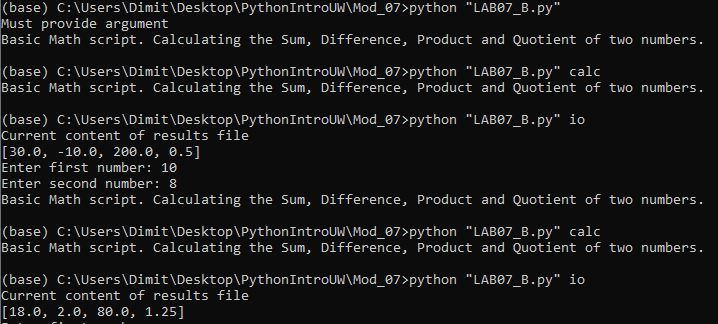 (base) C:\Users\Dimit\Desktop\PythonIntroUW\Mod_07>python "LAB07_B.py"
Must provide argument
Basic Math script. Calculating the Sum, Difference, Product and Quotient of two numbers.
(base) C:\Users\Dimit\Desktop\PythonIntroUW\Mod_07>python "LAB07_B.py" calc
Basic Math script. Calculating the Sum, Difference, Product and Quotient of two numbers.
(base) C:\Users\Dimit\Desktop\PythonIntroUW\Mod_07>python "LAB07_B.py" io
Current content of results file
[30.0, -10.0, 200.0, 0.5]
Enter first number: 10
Enter second number: 8
Basic Math script. Calculating the Sum, Difference, Product and Quotient of two numbers.
(base) C:\Users\Dimit\Desktop\PythonIntroUW\Mod_07>python "LAB07_B.py" calc
Basic Math script. Calculating the Sum, Difference, Product and Quotient of two numbers.
(base) C:\Users\Dimit\Desktop\PythonIntroUW\Mod_07>python "LAB07_B.py" io
Current content of results file
[18.0, 2.0, 80.0, 1.25]